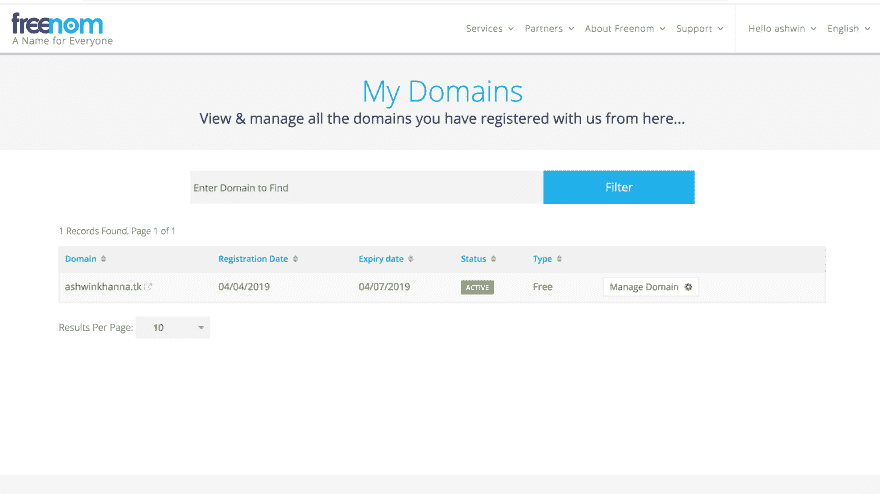 freenom
A Name for Everyone
Services Partners About Freenom Support Hello ashwin English
My Domains
View & manage all the domains you have registered with us from here...
Enter Domain to Find Filter
1 Records Found, Page 1 of 1
Domain Registration Date Expiry date Status Type
ashwinkhanna.tk 04/04/2019 04/07/2019 ACTIVE Free Manage Domain
Results Per Page: 10